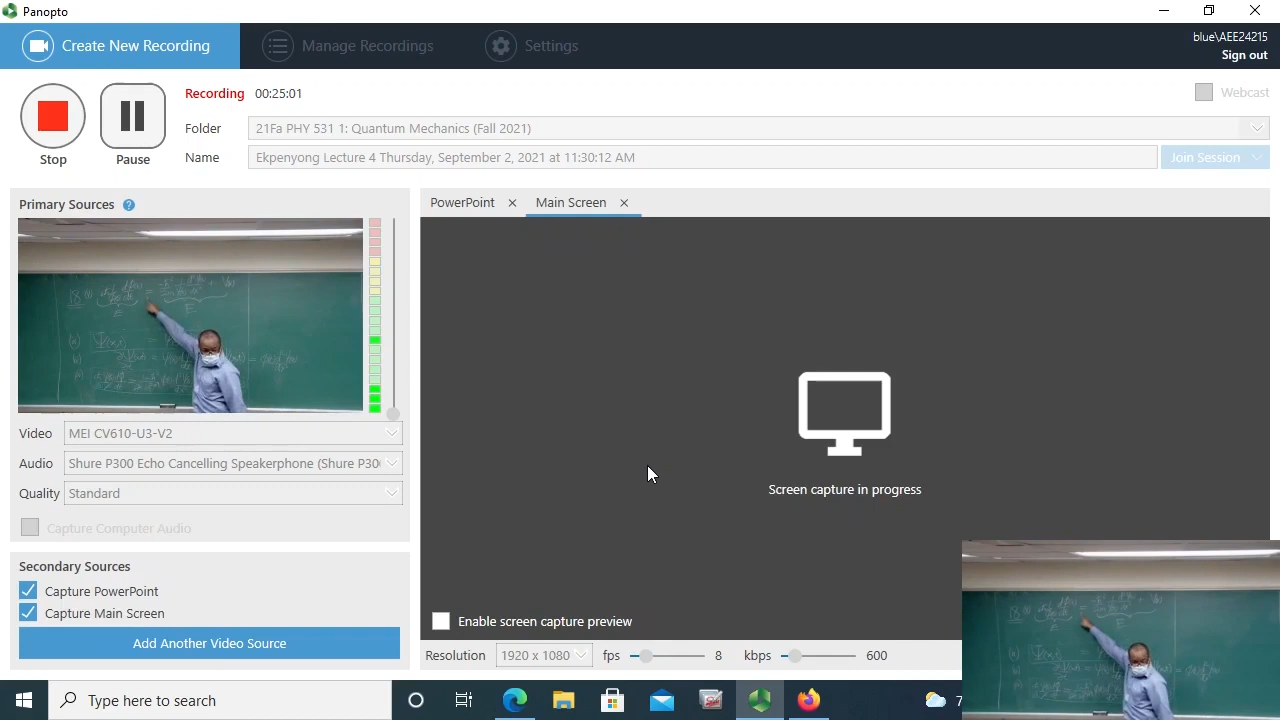 Panopto
Create New Recording
Manage Recordings
Settings
blue\AEE24215
Sign out
Stop
Pause
Recording 00:25:01
Webcast
Folder 21Fa PHY 531 1: Quantum Mechanics (Fall 2021)
Name Ekpenyong Lecture 4 Thursday, September 2, 2021 at 11:30:12 AM
Join Session
Primary Sources ?
PowerPoint
Main Screen
Video MEI CV610-U3-V2
Audio Shure P300 Echo Cancelling Speakerphone (Shure P30
Quality Standard
Capture Computer Audio
Screen capture in progress
Secondary Sources
Capture PowerPoint
Capture Main Screen
Add Another Video Source
Enable screen capture preview
Resolution 1920 x 1080 fps 8 kbps 600
Type here to search
7